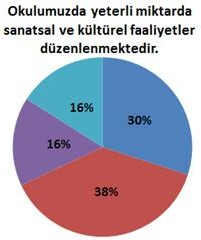 Okulumuzda yeterli miktarda
sanatsal ve kültürel faaliyetler
düzenlenmektedir.
16%
30%
16%
38%